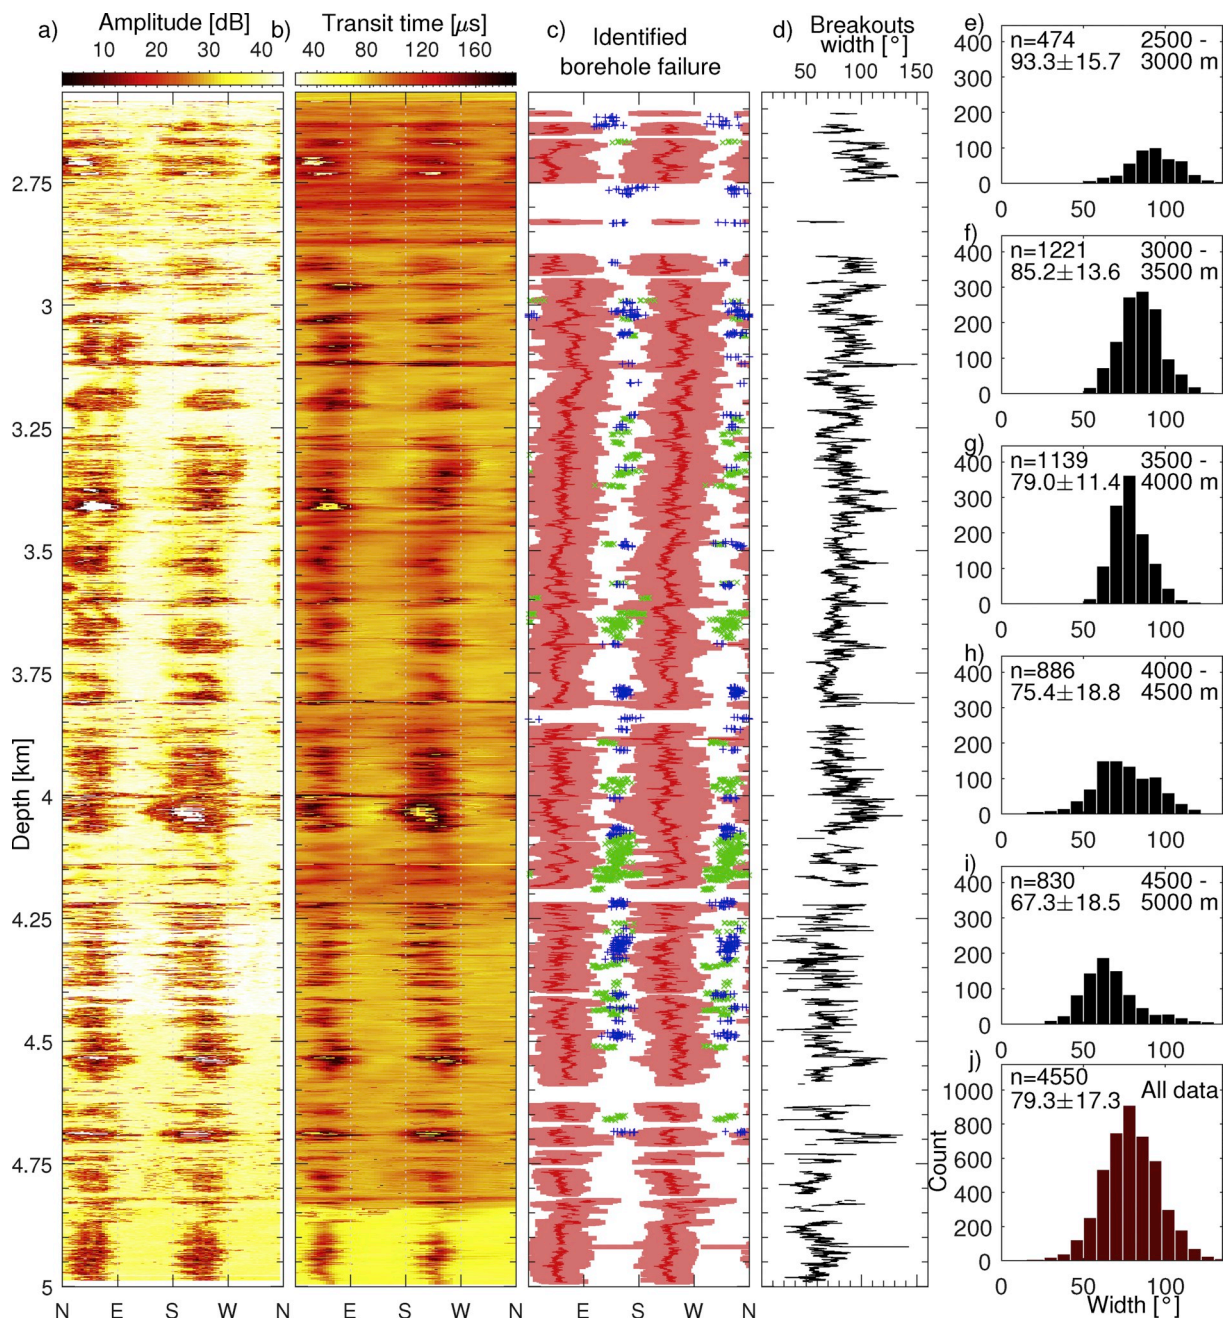 a)
Amplitude [dB]
10 20 30 40
b)
Transit time [μs]
40 80 120 160
c)
Identified
borehole failure
d)
Breakouts
width [°]
50 100 150
Depth [km]
2.75
3
3.25
3.5
3.75
4
4.25
4.5
4.75
5
N E S W N
E S W N
E S W N
e)
n=474 2500 -
93.3±15.7 3000 m
400
300
200
100
0
0 50 100
f)
n=1221 3000 -
85.2±13.6 3500 m
400
300
200
100
0
0 50 100
g)
n=1139 3500 -
79.0±11.4 4000 m
400
300
200
100
0
0 50 100
h)
n=886 4000 -
75.4±18.8 4500 m
400
300
200
100
0
0 50 100
i)
n=830 4500 -
67.3±18.5 5000 m
400
300
200
100
0
0 50 100
j)
n=4550 All data
79.3±17.3
1000
800
600
400
200
0
Count
0 50 100
Width [°]